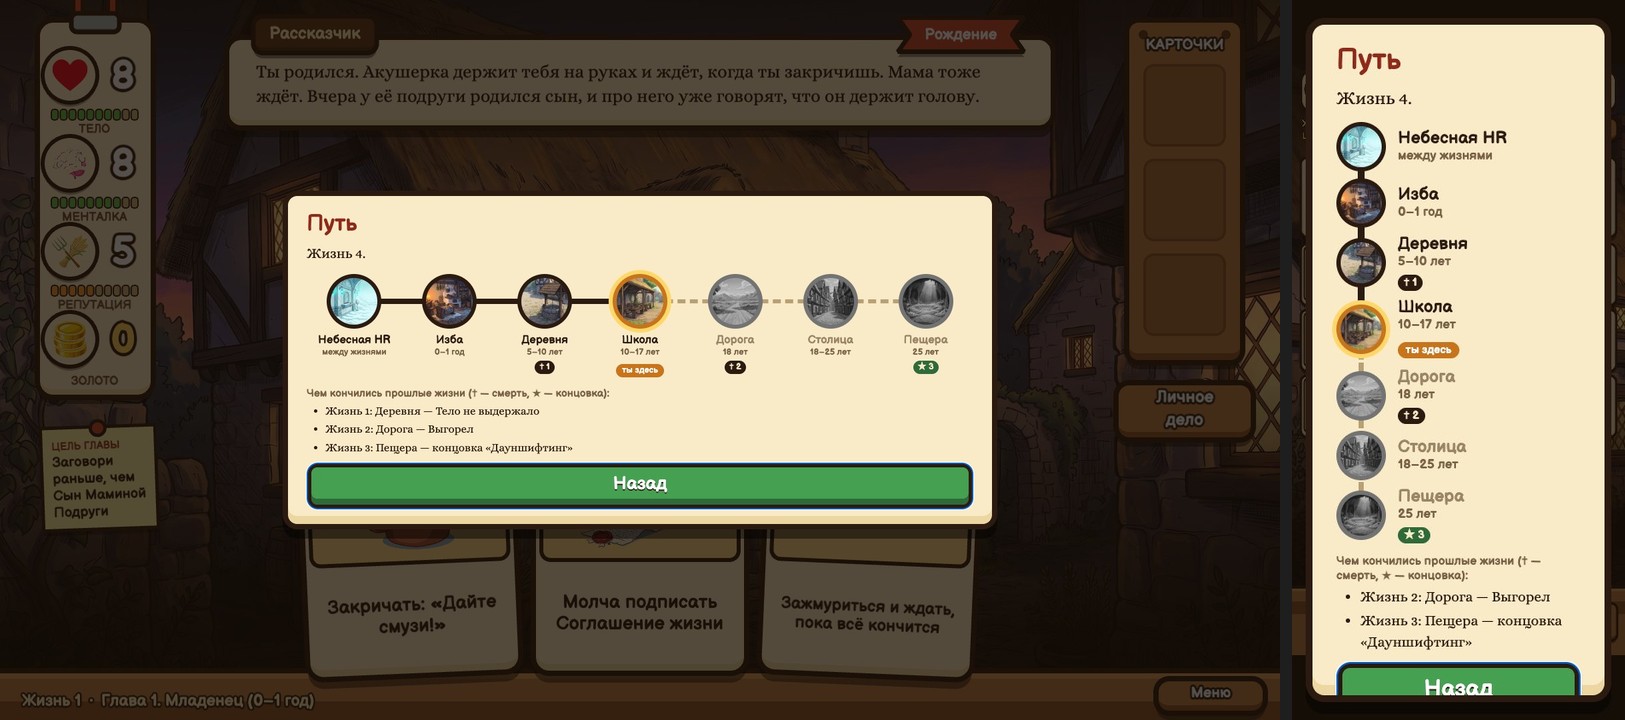 Рассказчик
Рождение
Ты родился. Акушерка держит тебя на руках и ждёт, когда ты закричишь. Мама тоже
ждёт. Вчера у её подруги родился сын, и про него уже говорят, что он держит голову.
8
ТЕЛО
8
МЕНТАЛКА
5
РЕПУТАЦИЯ
0
ЗОЛОТО
ЦЕЛЬ ГЛАВЫ
Заговори
раньше, чем
Сын Маминой
Подруги
КАРТОЧКИ
Личное
дело
Путь
Жизнь 4.
Небесная HR
между жизнями
Изба
0–1 год
Деревня
5–10 лет
† 1
Школа
10–17 лет
ты здесь
Дорога
18 лет
† 2
Столица
18–25 лет
Пещера
25 лет
★ 3
Чем кончились прошлые жизни († — смерть, ★ — концовка):
• Жизнь 1: Деревня — Тело не выдержало
• Жизнь 2: Дорога — Выгорел
• Жизнь 3: Пещера — концовка «Дауншифтинг»
Назад
Закричать: «Дайте
смузи!»
Молча подписать
Соглашение жизни
Зажмуриться и ждать,
пока всё кончится
Жизнь 1 · Глава 1. Младенец (0–1 год)
Меню
Путь
Жизнь 4.
Небесная HR
между жизнями
Изба
0–1 год
Деревня
5–10 лет
† 1
Школа
10–17 лет
ты здесь
Дорога
18 лет
† 2
Столица
18–25 лет
Пещера
25 лет
★ 3
Чем кончились прошлые жизни († —
смерть, ★ — концовка):
• Жизнь 2: Дорога — Выгорел
• Жизнь 3: Пещера — концовка
«Дауншифтинг»
Назад